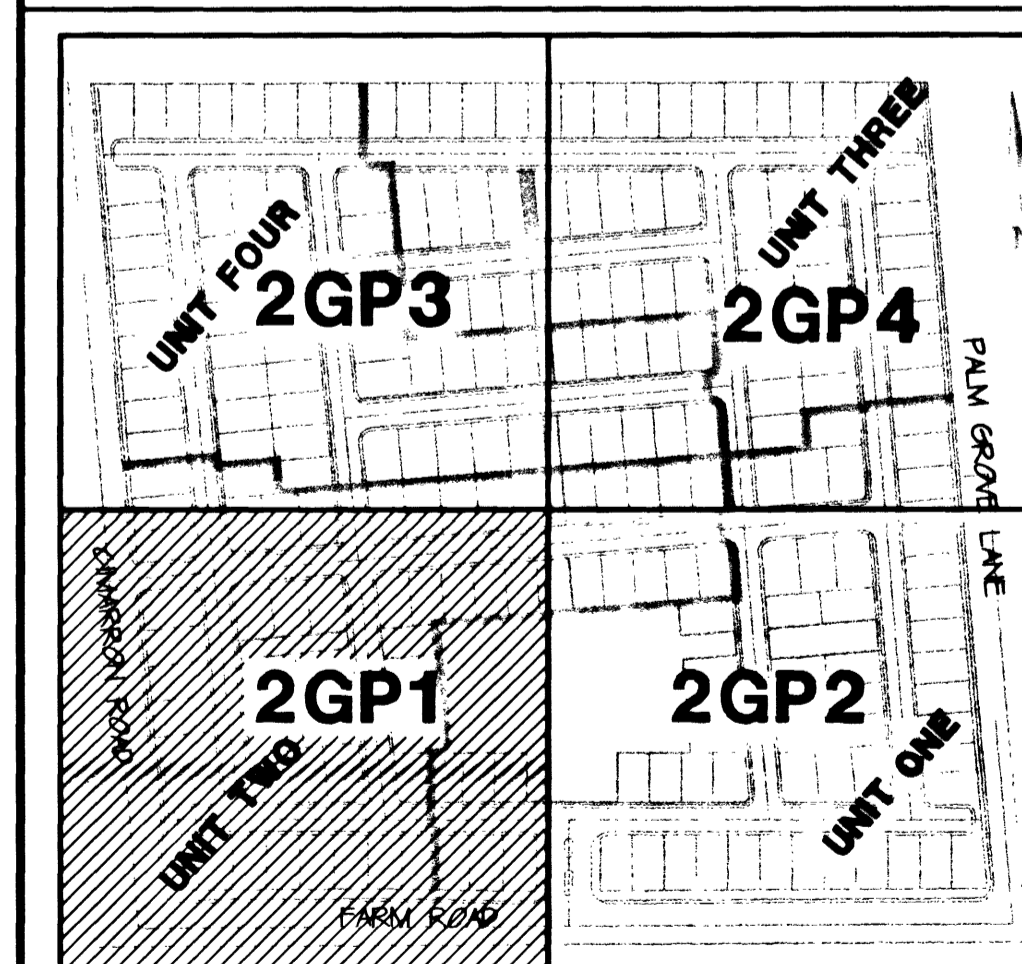 UNIT FOUR
2GP3
UNIT THREE
2GP4
PALM GROVE LANE
CIMARRON ROAD
2GP1
UNIT TWO
FARM ROAD
2GP2
UNIT ONE